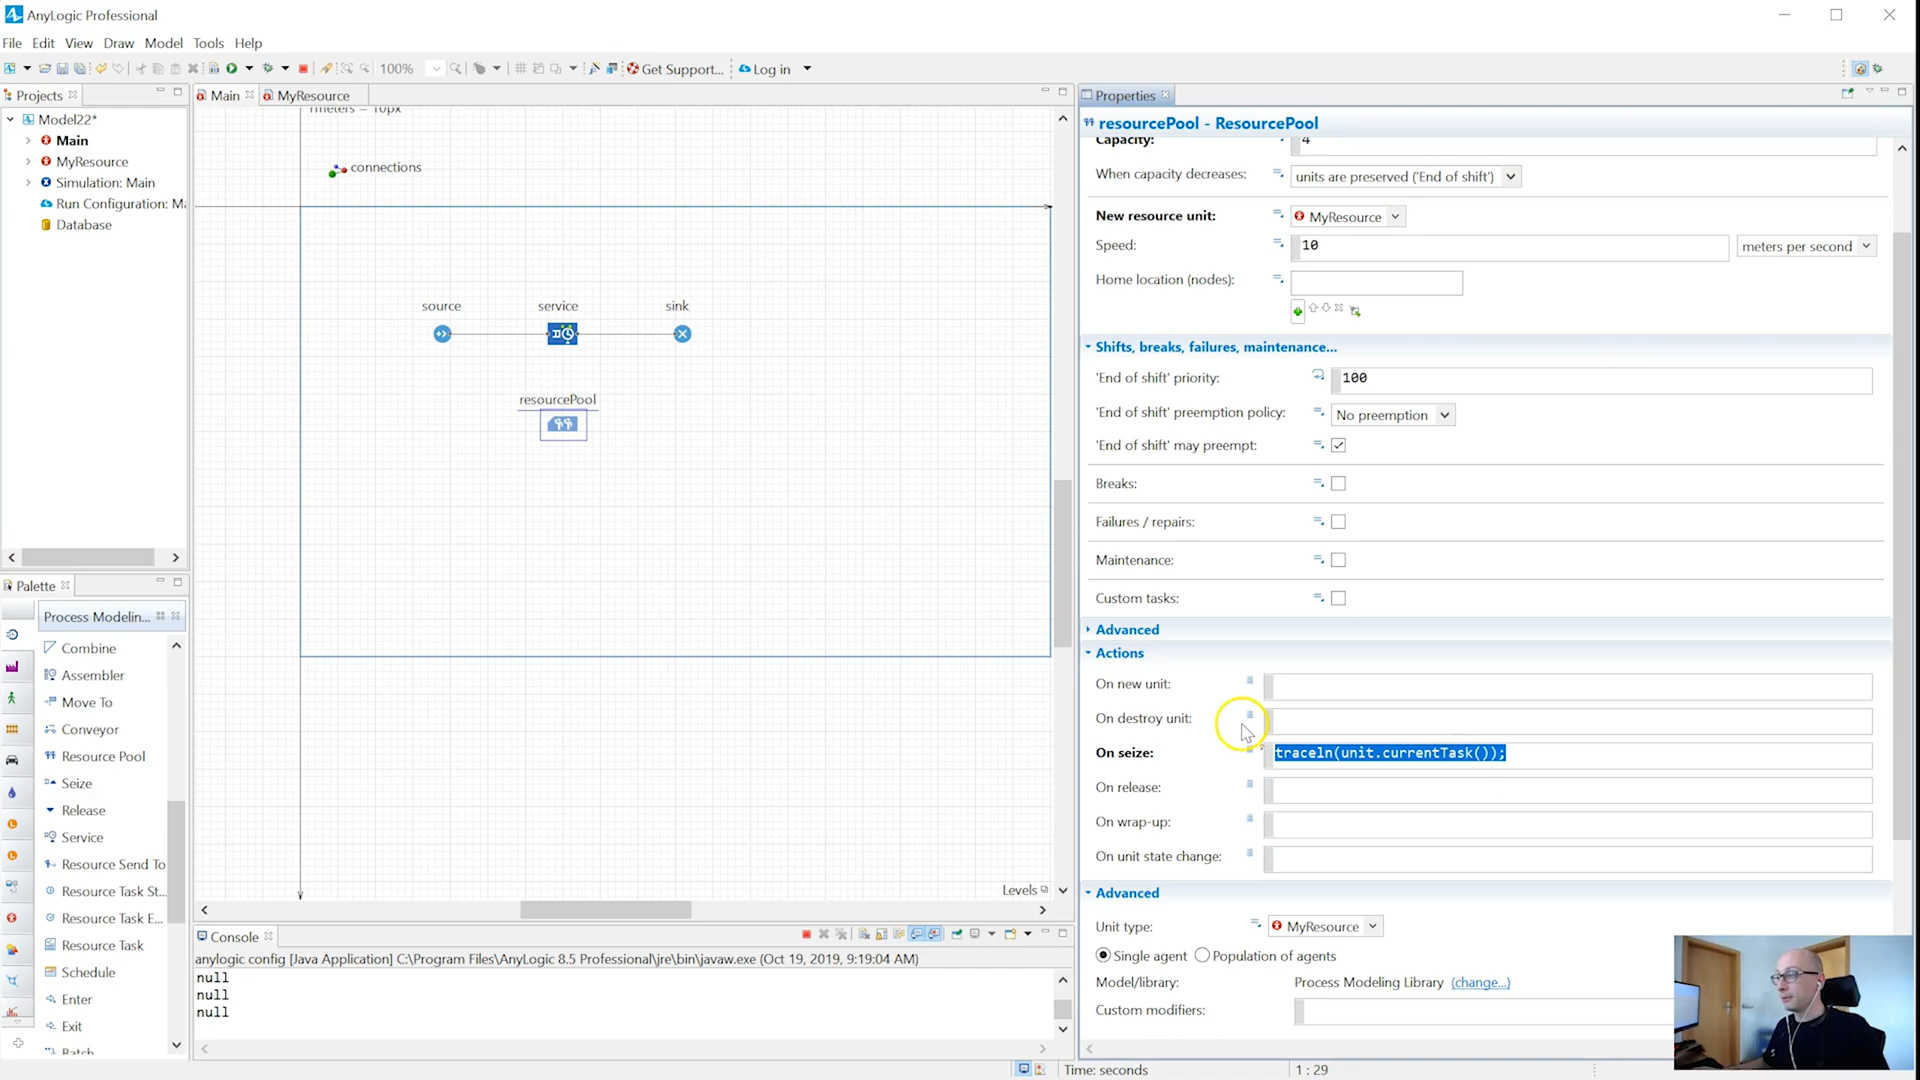 AnyLogic Professional
File Edit View Draw Model Tools Help
100% Get Support... Log in
Projects
Model22*
Main
MyResource
Simulation: Main
Run Configuration: Ma
Database
Palette
Process Modelin...
Combine
Assembler
Move To
Conveyor
Resource Pool
Seize
Release
Service
Resource Send To
Resource Task St...
Resource Task E...
Resource Task
Schedule
Enter
Exit
Batch
Main MyResource
1meters = 10px
connections
source service sink
resourcePool
Levels
Console
anylogic config [Java Application] C:\Program Files\AnyLogic 8.5 Professional\jre\bin\javaw.exe (Oct 19, 2019, 9:19:04 AM)
null
null
null
Properties
resourcePool - ResourcePool
Capacity: 4
When capacity decreases: units are preserved ('End of shift')
New resource unit: MyResource
Speed: 10 meters per second
Home location (nodes):
Shifts, breaks, failures, maintenance...
'End of shift' priority: 100
'End of shift' preemption policy: No preemption
'End of shift' may preempt:
Breaks:
Failures / repairs:
Maintenance:
Custom tasks:
Advanced
Actions
On new unit:
On destroy unit:
On seize: traceln(unit.currentTask());
On release:
On wrap-up:
On unit state change:
Advanced
Unit type: MyResource
Single agent Population of agents
Model/library: Process Modeling Library (change...)
Custom modifiers:
Time: seconds 1 : 29